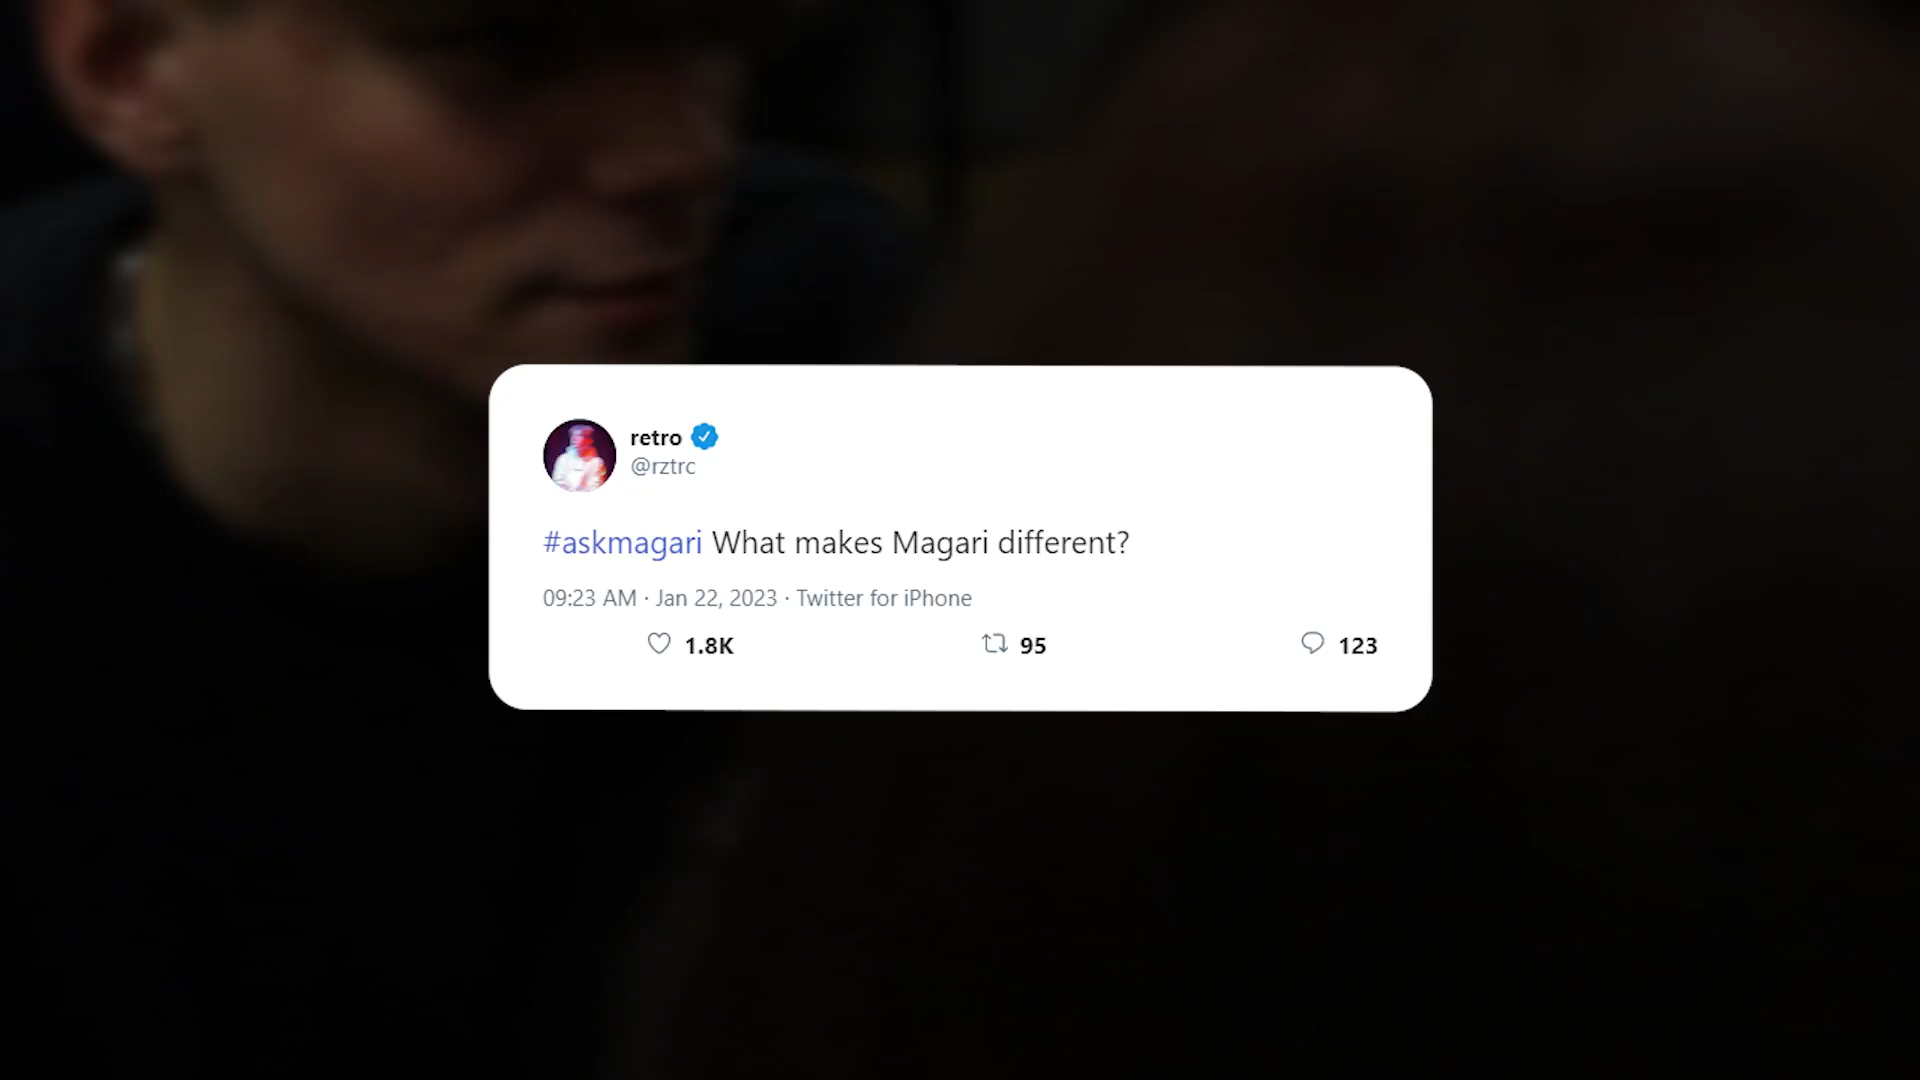 retro
@rztrc
#askmagari What makes Magari different?
09:23 AM · Jan 22, 2023 · Twitter for iPhone
1.8K 95 123